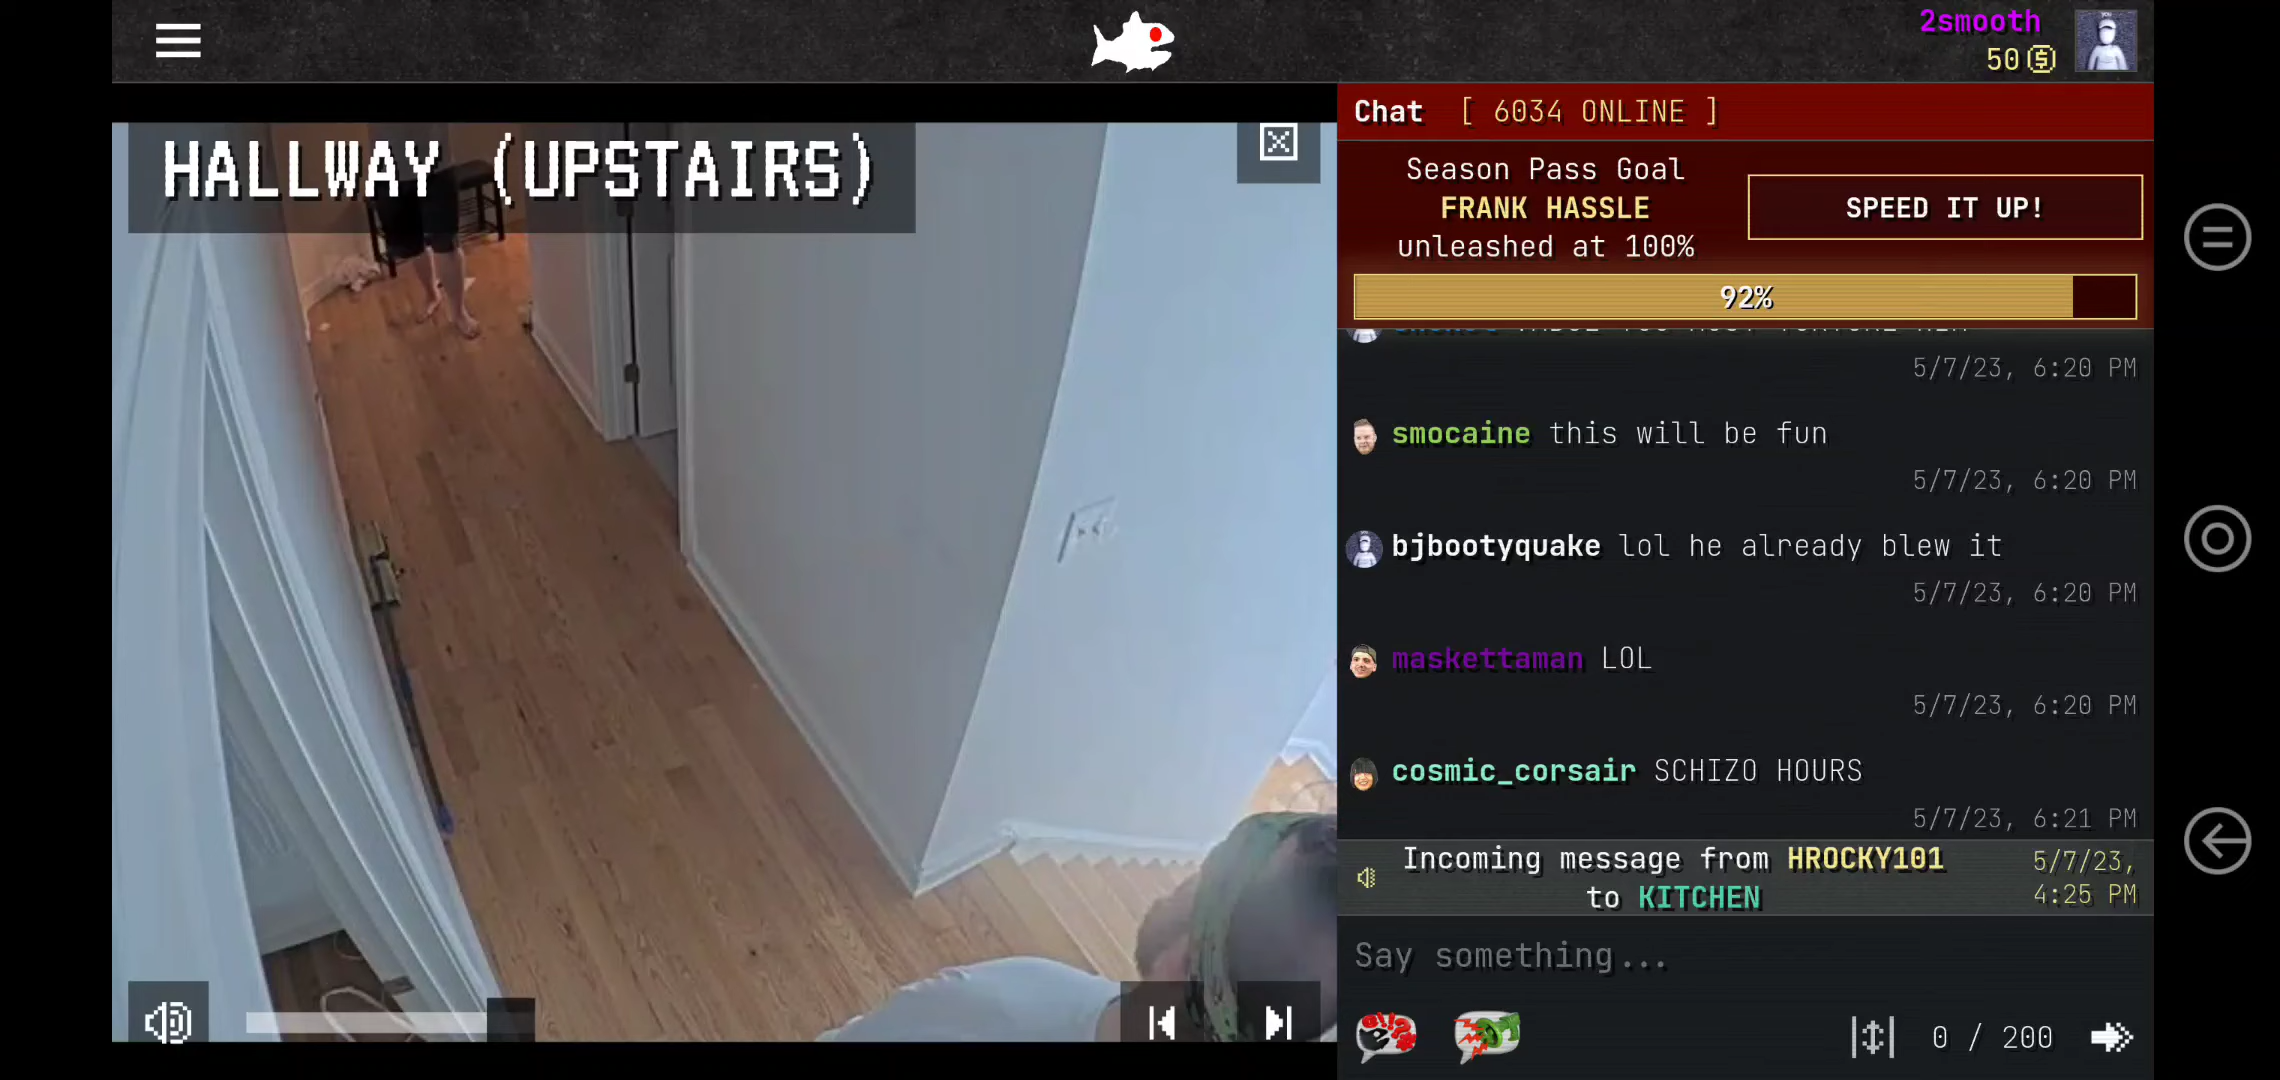 2smooth
50
HALLWAY (UPSTAIRS)
Chat [ 6034 ONLINE ]
Season Pass Goal
FRANK HASSLE
unleashed at 100%
SPEED IT UP!
92%
5/7/23, 6:20 PM
smocaine this will be fun
5/7/23, 6:20 PM
bjbootyquake lol he already blew it
5/7/23, 6:20 PM
maskettaman LOL
5/7/23, 6:20 PM
cosmic_corsair SCHIZO HOURS
5/7/23, 6:21 PM
Incoming message from HROCKY101
to KITCHEN
5/7/23,
4:25 PM
Say something...
0 / 200